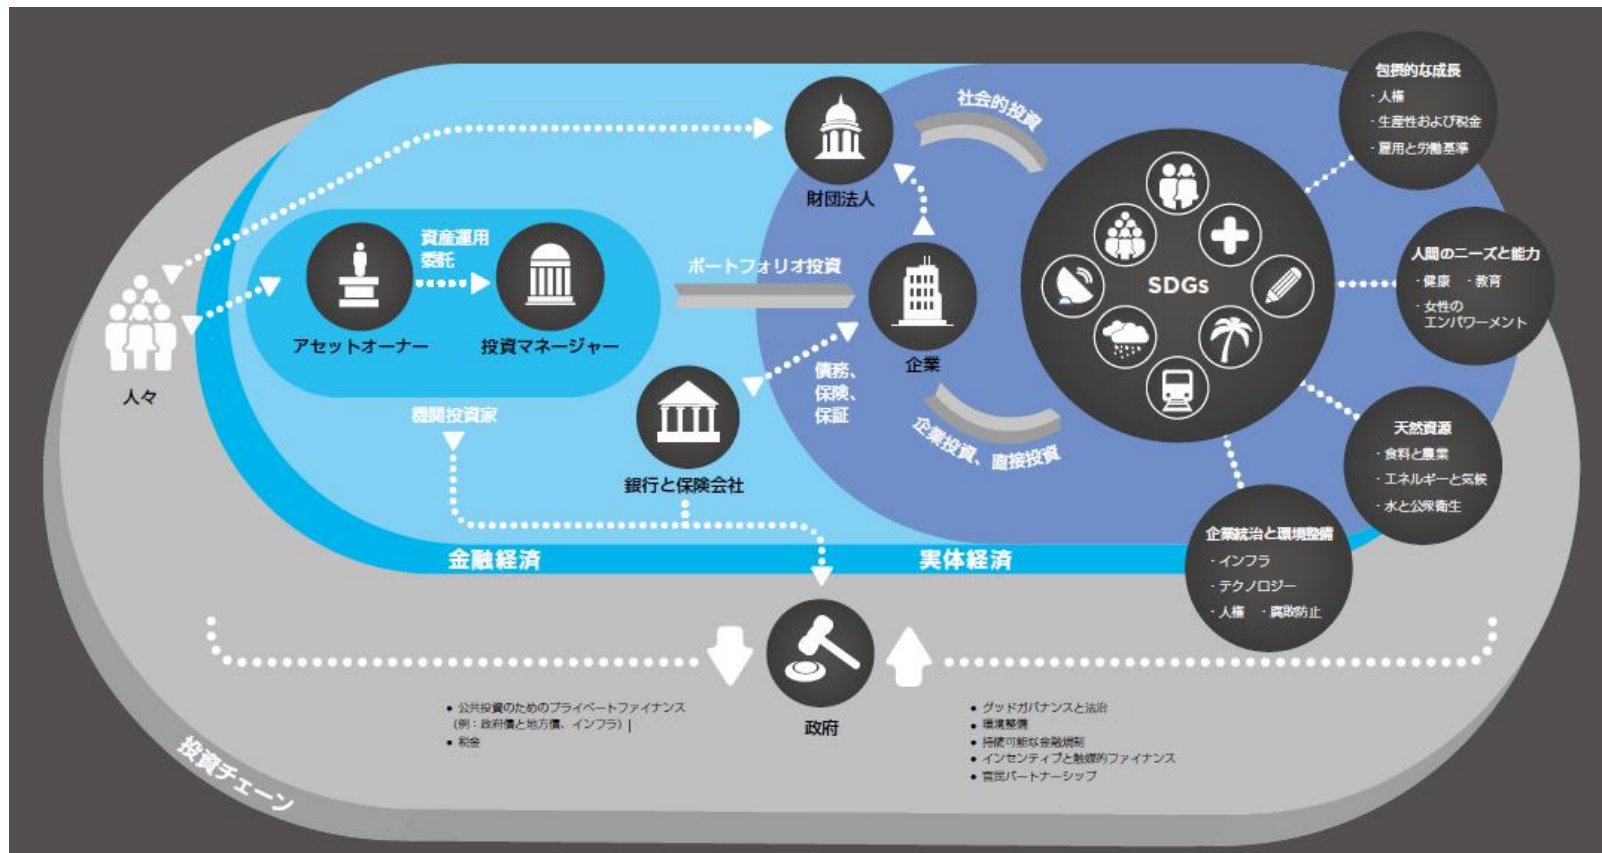 包摂的な成長
・人権
・生産性および税金
・雇用と労働基準
社会的投資
財団法人
資産運用
委託
ポートフォリオ投資
SDGs
人間のニーズと能力
・健康 ・教育
・女性の
エンパワーメント
アセットオーナー
投資マネージャー
企業
人々
機関投資家
債務、
保険、
保証
企業投資、直接投資
天然資源
・食料と農業
・エネルギーと気候
・水と公衆衛生
銀行と保険会社
企業統治と環境整備
・インフラ
・テクノロジー
・人権 ・腐敗防止
金融経済
実体経済
政府
● 公共投資のためのプライベートファイナンス
(例：政府債と地方債、インフラ) |
● 税金
● グッドガバナンスと法治
● 環境整備
● 持続可能な金融規制
● インセンティブと触媒的ファイナンス
● 官民パートナーシップ
投資チェーン